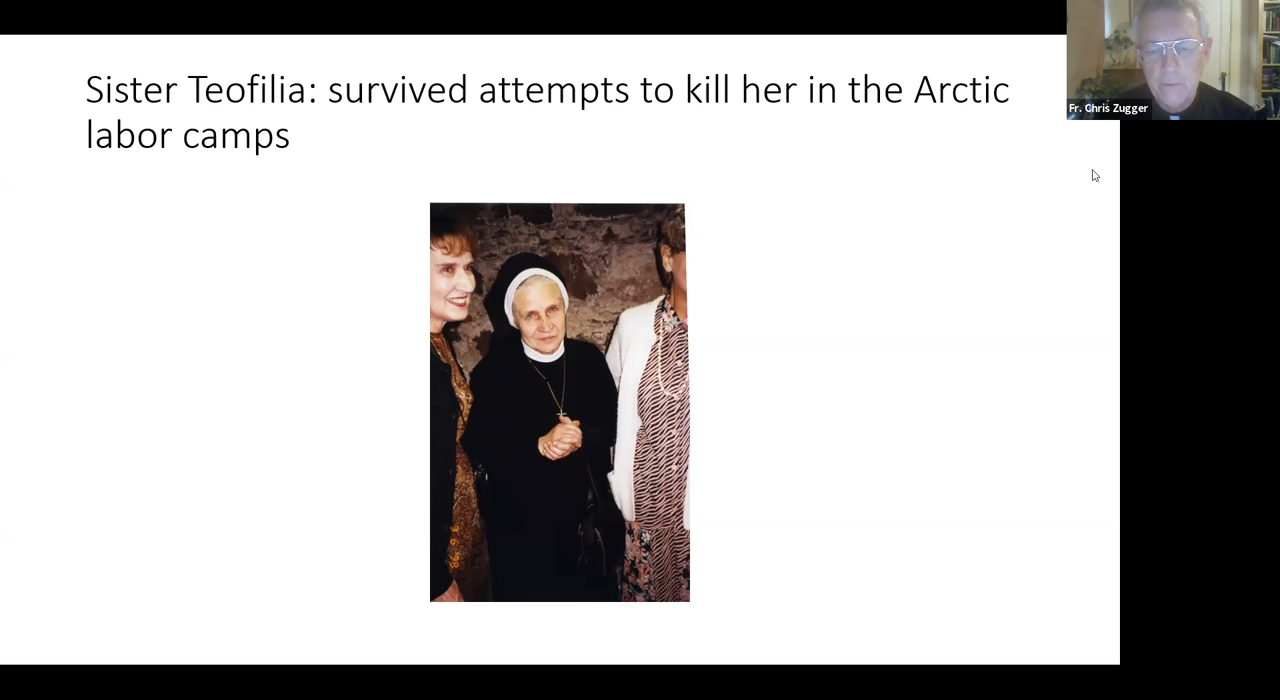 Sister Teofilia: survived attempts to kill her in the Arctic
labor camps
Fr. Chris Zugger